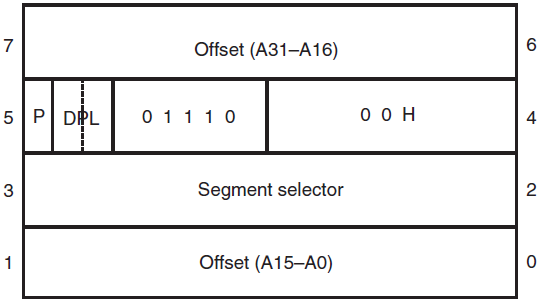 7 Offset (A31–A16) 6
5 P DPL 0 1 1 1 0 0 0 H 4
3 Segment selector 2
1 Offset (A15–A0) 0